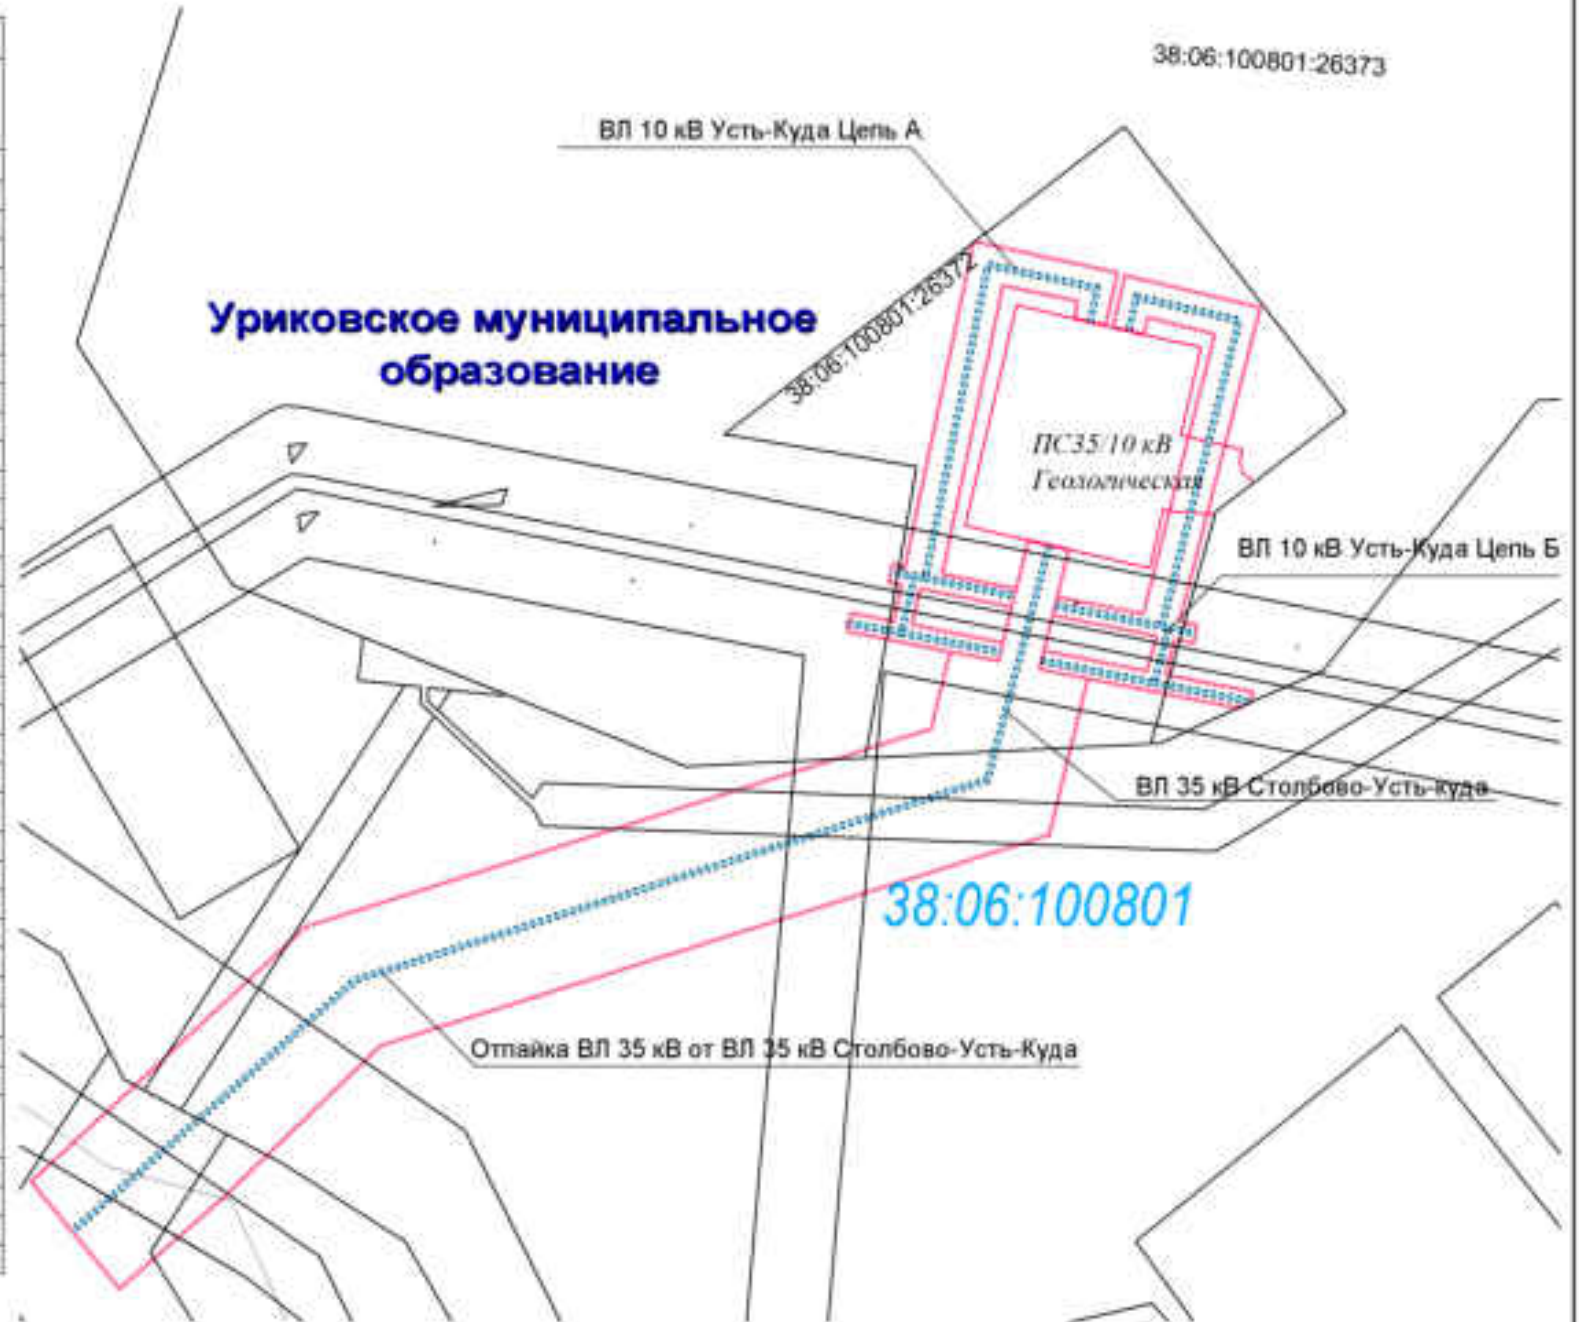 38:06:100801:26373
ВЛ 10 кВ Усть-Куда Цепь А
38:06:100801:26372
Уриковское муниципальное
образование
ПС35/10 кВ
Геологическая
ВЛ 10 кВ Усть-Куда Цепь Б
ВЛ 35 кВ Столбово-Усть-куда
38:06:100801
Отпайка ВЛ 35 кВ от ВЛ 35 кВ Столбово-Усть-Куда